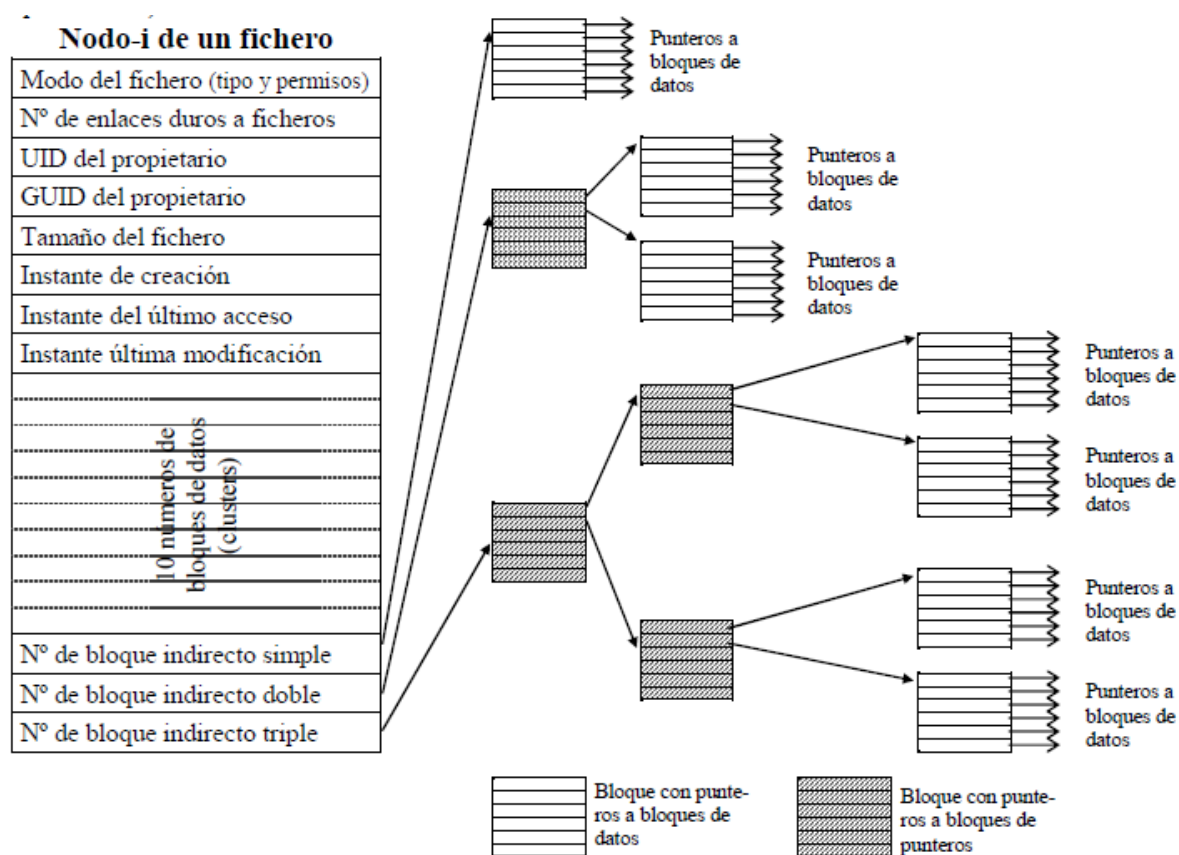 Nodo-i de un fichero
Modo del fichero (tipo y permisos)
Nº de enlaces duros a ficheros
UID del propietario
GUID del propietario
Tamaño del fichero
Instante de creación
Instante del último acceso
Instante última modificación
10 números de
bloques de datos
(clusters)
Nº de bloque indirecto simple
Nº de bloque indirecto doble
Nº de bloque indirecto triple
Punteros a
bloques de
datos
Punteros a
bloques de
datos
Punteros a
bloques de
datos
Punteros a
bloques de
datos
Punteros a
bloques de
datos
Punteros a
bloques de
datos
Punteros a
bloques de
datos
Bloque con punte-
ros a bloques de
datos
Bloque con punte-
ros a bloques de
punteros